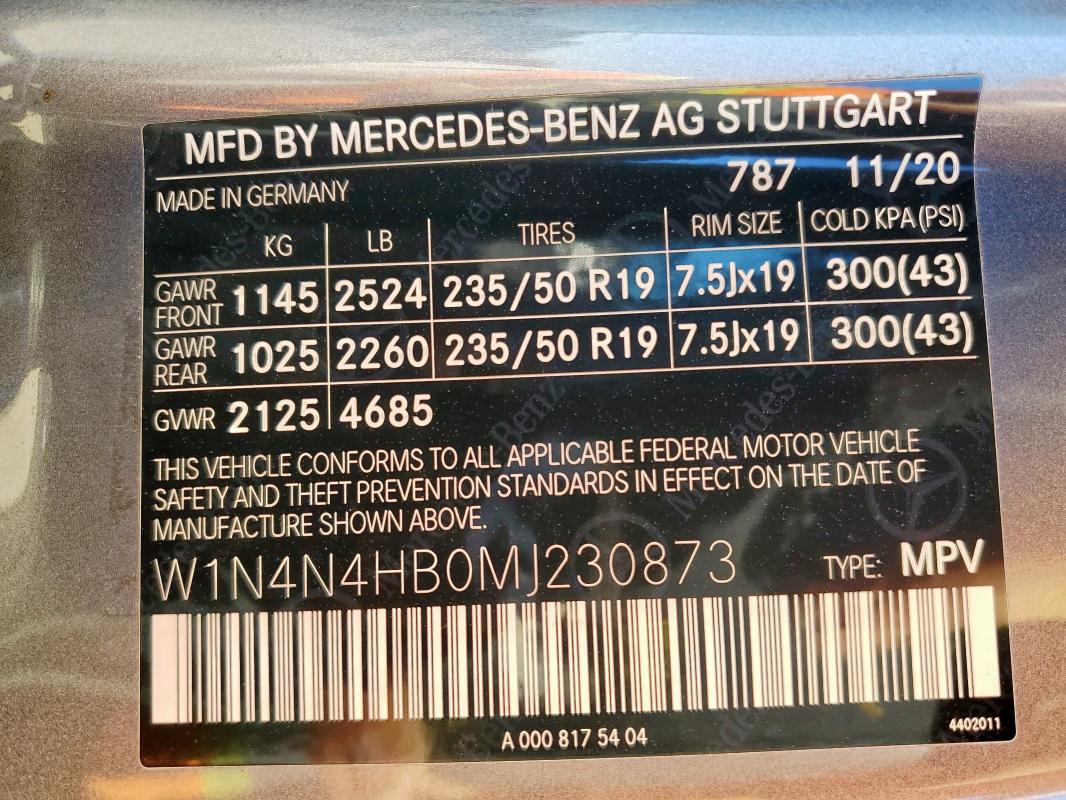 MFD BY MERCEDES-BENZ AG STUTTGART
MADE IN GERMANY 787 11/20
KG LB TIRES RIM SIZE COLD KPA(PSI)
GAWR FRONT 1145 2524 235/50 R19 7.5Jx19 300(43)
GAWR REAR 1025 2260 235/50 R19 7.5Jx19 300(43)
GVWR 2125 4685
THIS VEHICLE CONFORMS TO ALL APPLICABLE FEDERAL MOTOR VEHICLE
SAFETY AND THEFT PREVENTION STANDARDS IN EFFECT ON THE DATE OF
MANUFACTURE SHOWN ABOVE.
W1N4N4HB0MJ230873 TYPE: MPV
A 000 817 54 04
4402011